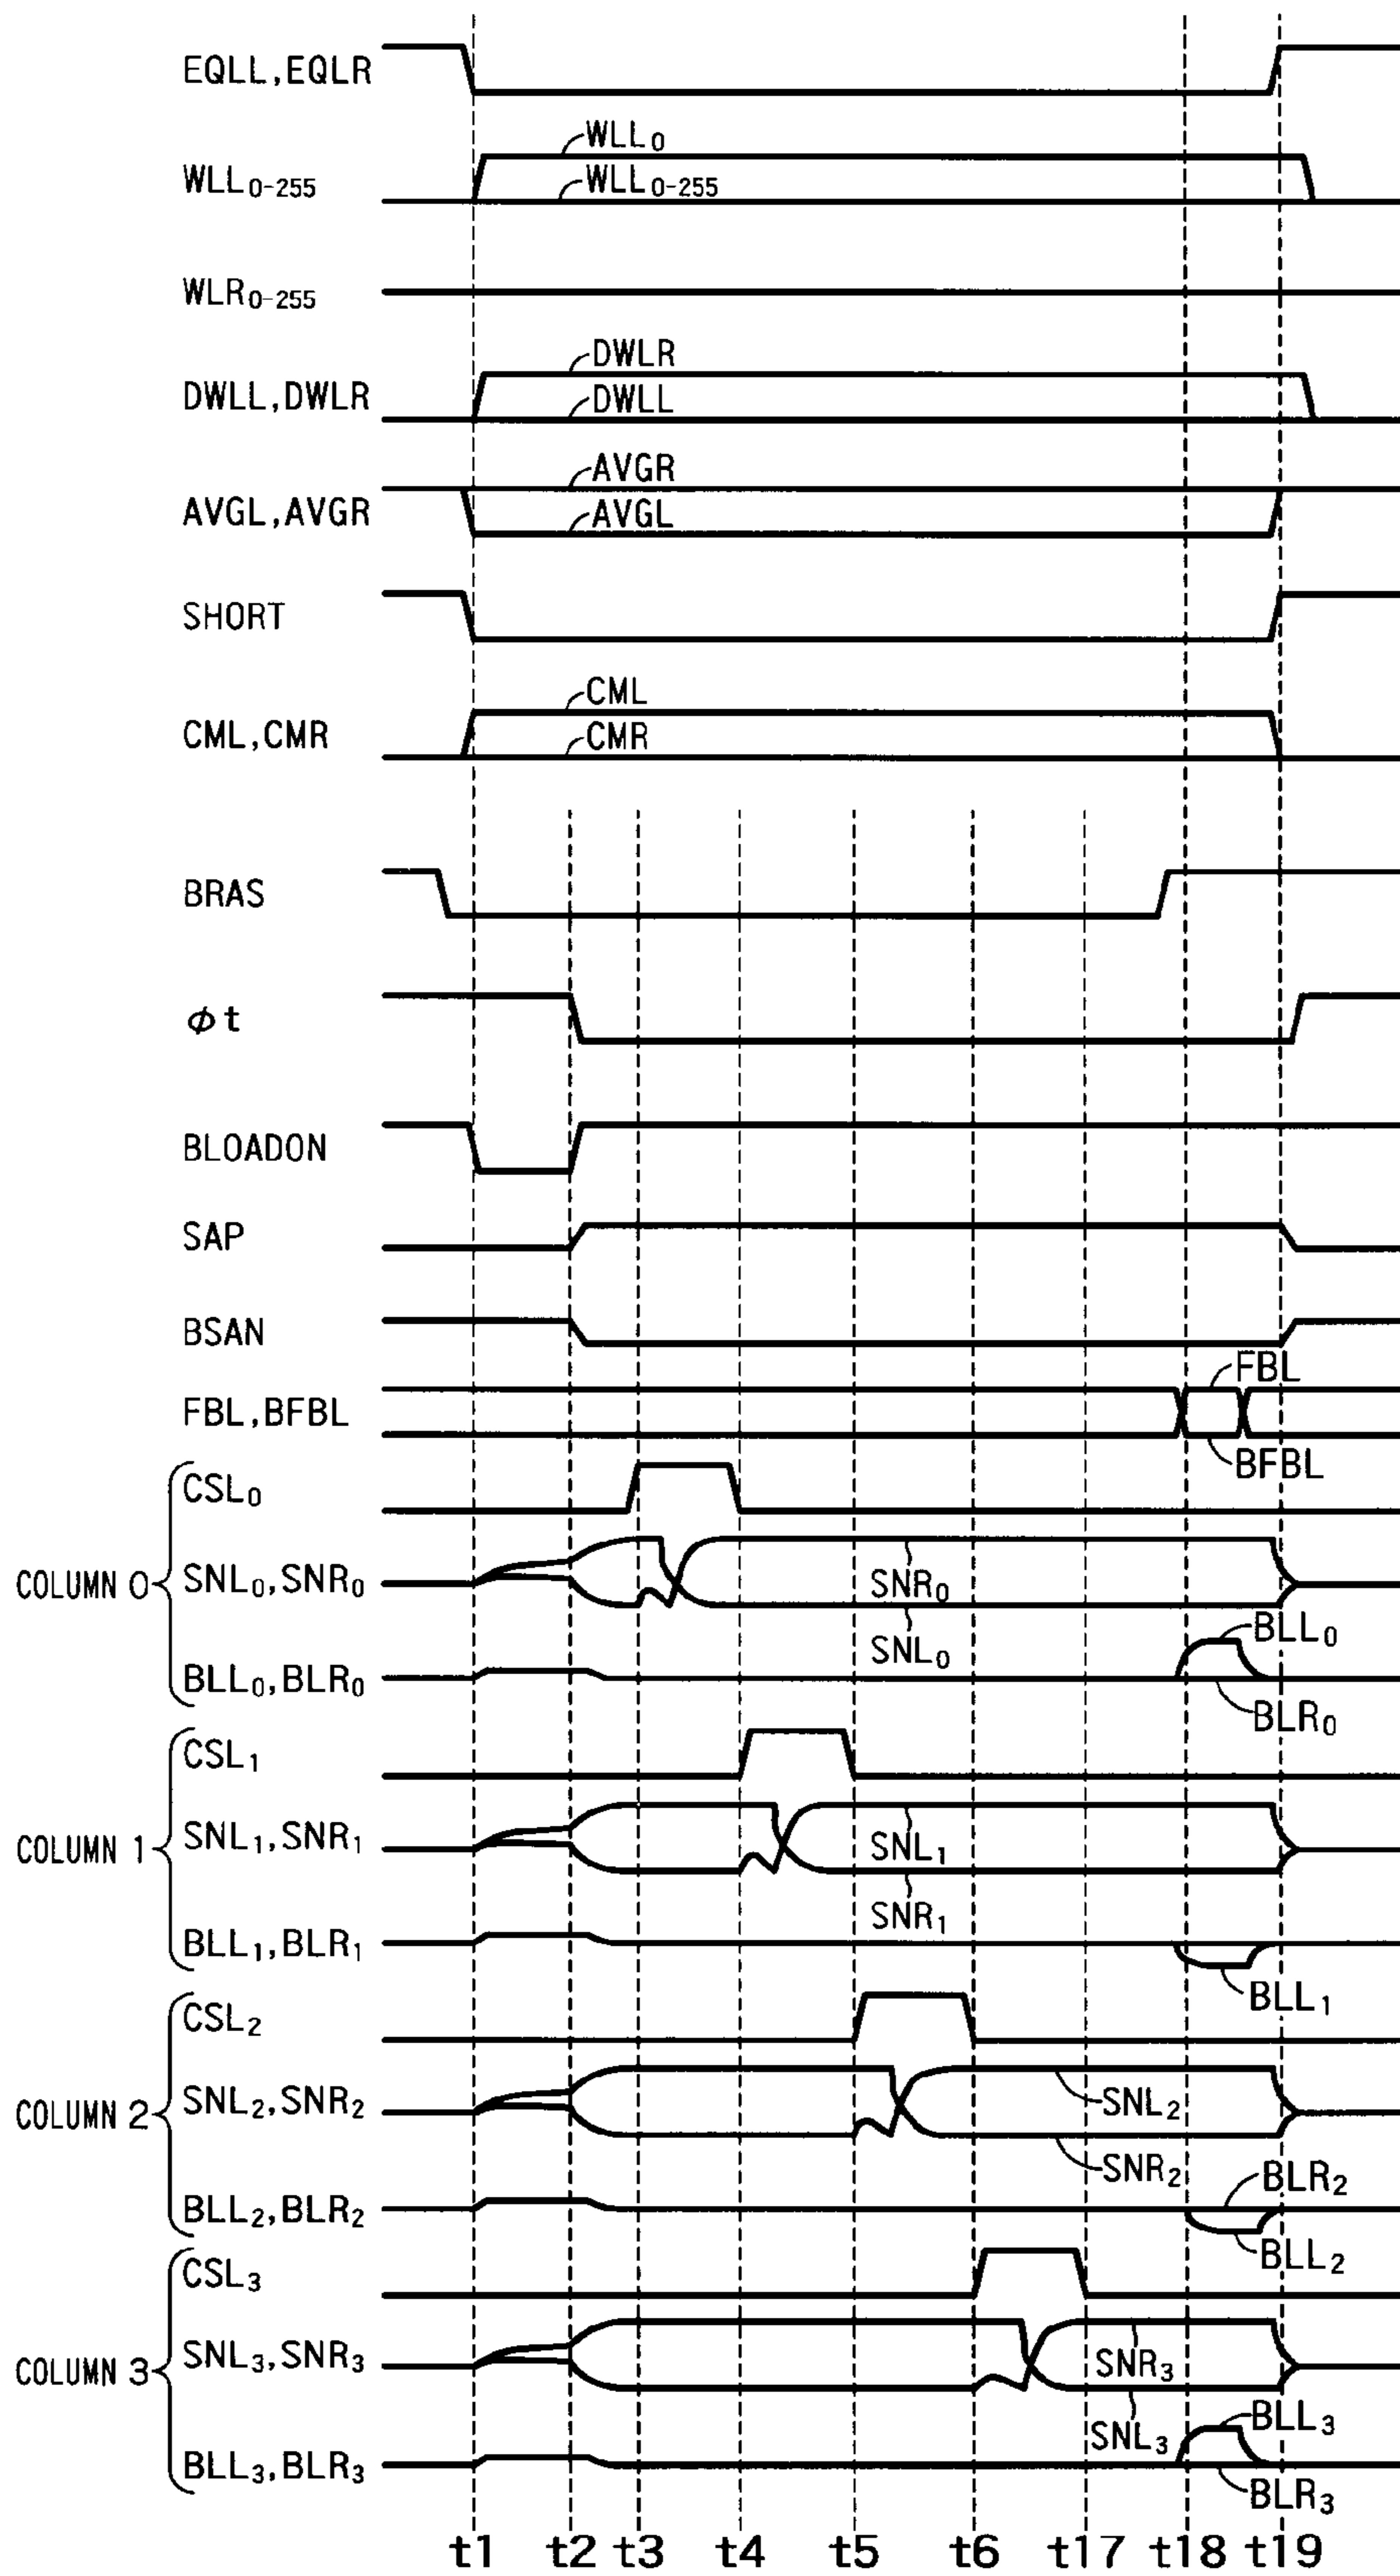 EQLL,EQLR
WLL0
WLL0-255
WLL0-255
WLR0-255
DWLR
DWLL,DWLR
DWLL
AVGR
AVGL,AVGR
AVGL
SHORT
CML
CML,CMR
CMR
BRAS
ϕt
BLOADON
SAP
BSAN
FBL
FBL,BFBL
BFBL
CSL0
COLUMN 0
SNL0,SNR0
SNR0
SNL0
BLL0
BLL0,BLR0
BLR0
CSL1
COLUMN 1
SNL1,SNR1
SNL1
SNR1
BLL1,BLR1
BLL1
CSL2
COLUMN 2
SNL2,SNR2
SNL2
SNR2
BLR2
BLL2,BLR2
BLL2
CSL3
COLUMN 3
SNL3,SNR3
SNR3
SNL3
BLL3
BLL3,BLR3
BLR3
t1 t2 t3 t4 t5 t6 t17 t18 t19